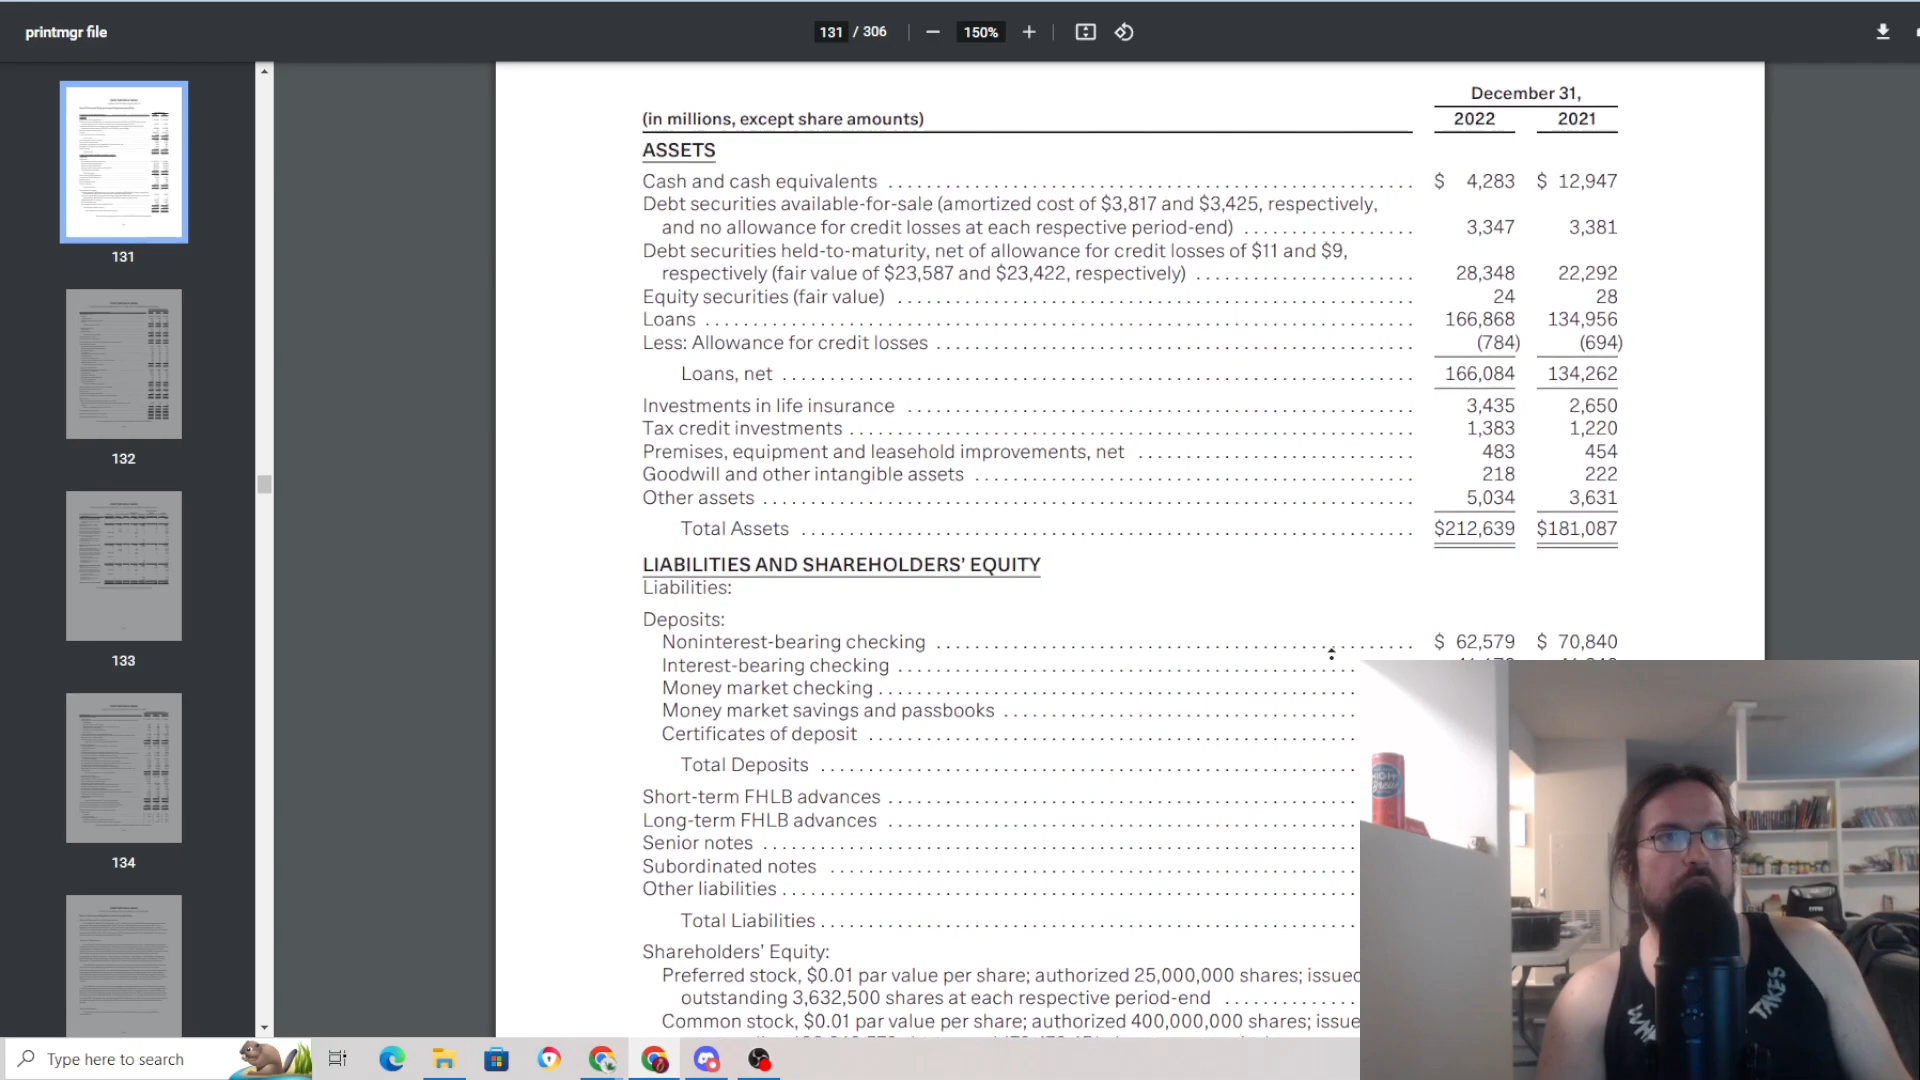 printmgr file
131 / 306
150%
131
132
133
134
December 31,
(in millions, except share amounts) 2022 2021
ASSETS
Cash and cash equivalents $ 4,283 $ 12,947
Debt securities available-for-sale (amortized cost of $3,817 and $3,425, respectively,
and no allowance for credit losses at each respective period-end) 3,347 3,381
Debt securities held-to-maturity, net of allowance for credit losses of $11 and $9,
respectively (fair value of $23,587 and $23,422, respectively) 28,348 22,292
Equity securities (fair value) 24 28
Loans 166,868 134,956
Less: Allowance for credit losses (784) (694)
Loans, net 166,084 134,262
Investments in life insurance 3,435 2,650
Tax credit investments 1,383 1,220
Premises, equipment and leasehold improvements, net 483 454
Goodwill and other intangible assets 218 222
Other assets 5,034 3,631
Total Assets $212,639 $181,087
LIABILITIES AND SHAREHOLDERS' EQUITY
Liabilities:
Deposits:
Noninterest-bearing checking $ 62,579 $ 70,840
Interest-bearing checking
Money market checking
Money market savings and passbooks
Certificates of deposit
Total Deposits
Short-term FHLB advances
Long-term FHLB advances
Senior notes
Subordinated notes
Other liabilities
Total Liabilities
Shareholders' Equity:
Preferred stock, $0.01 par value per share; authorized 25,000,000 shares; issued
outstanding 3,632,500 shares at each respective period-end
Common stock, $0.01 par value per share; authorized 400,000,000 shares; issue
TAKES
Type here to search